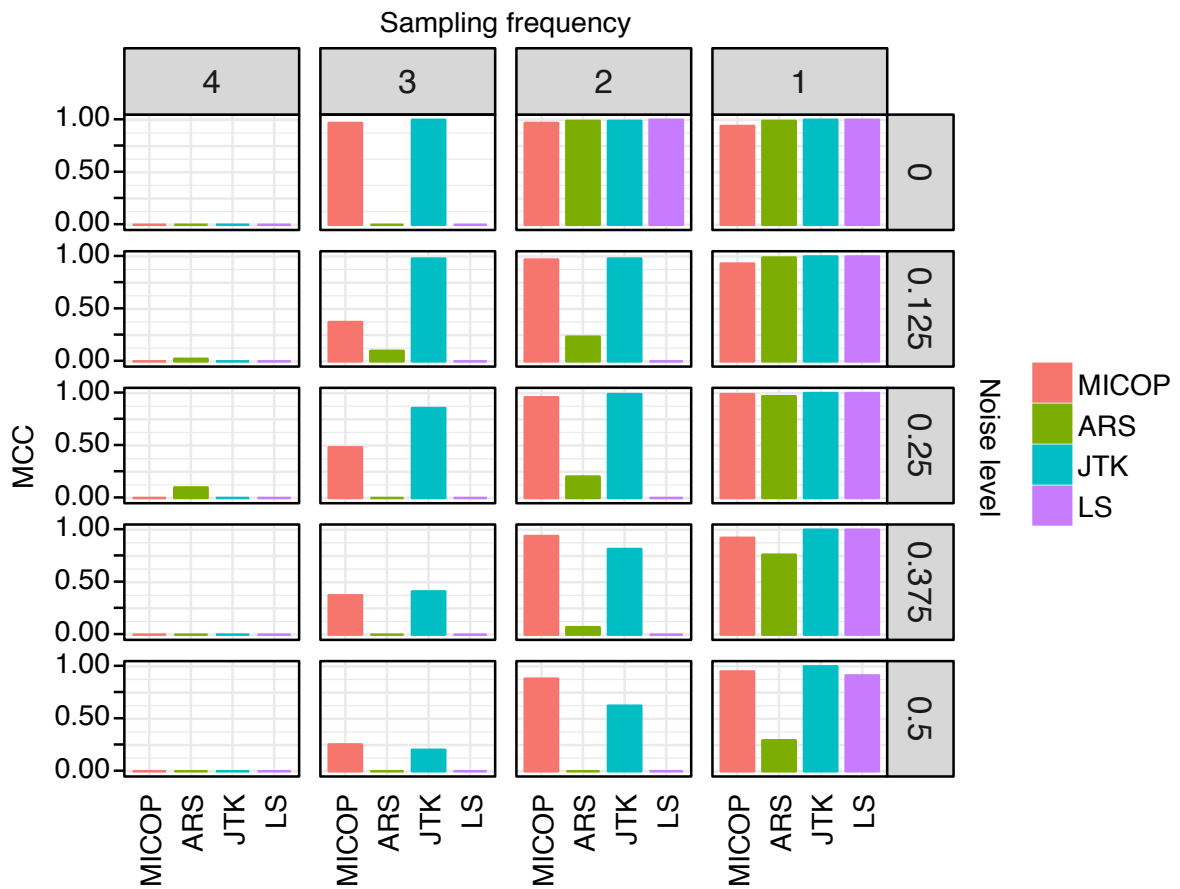 Sampling frequency
4 3 2 1
1.00
0.50
0.00
0
1.00
0.50
0.00
0.125
1.00
0.50
0.00
0.25
1.00
0.50
0.00
0.375
1.00
0.50
0.00
0.5
MCC
Noise level
MICOP ARS JTK LS MICOP ARS JTK LS MICOP ARS JTK LS MICOP ARS JTK LS
MICOP
ARS
JTK
LS